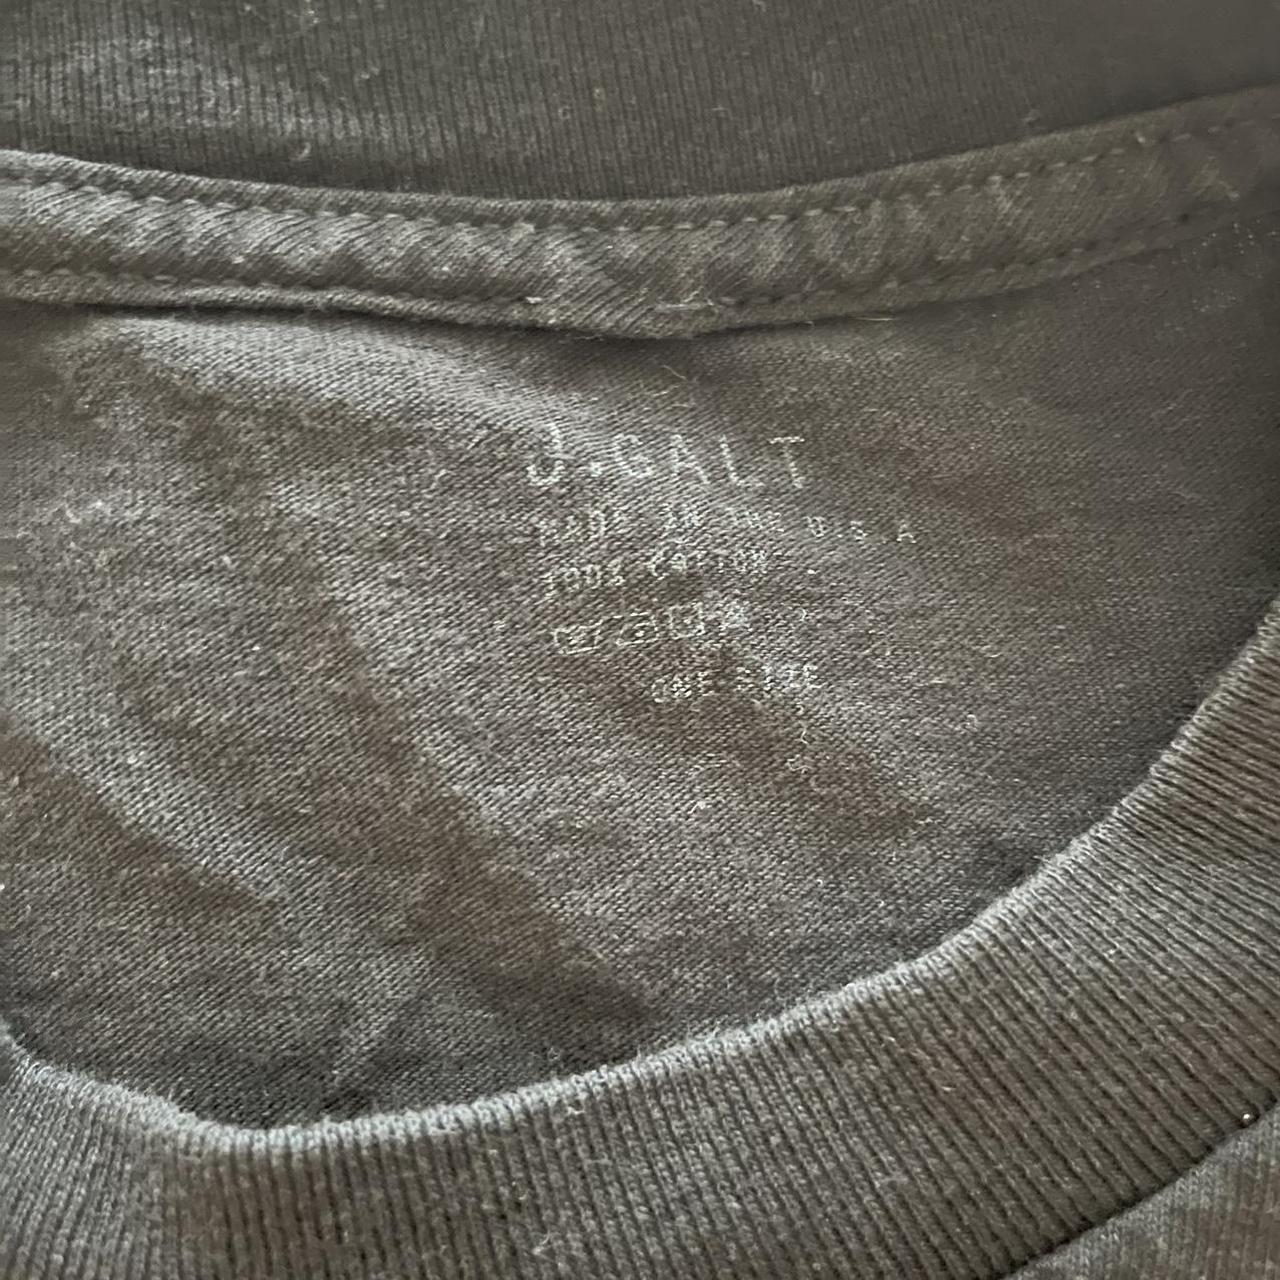 J.GALT
MADE IN THE U.S.A
100% COTTON
ONE SIZE